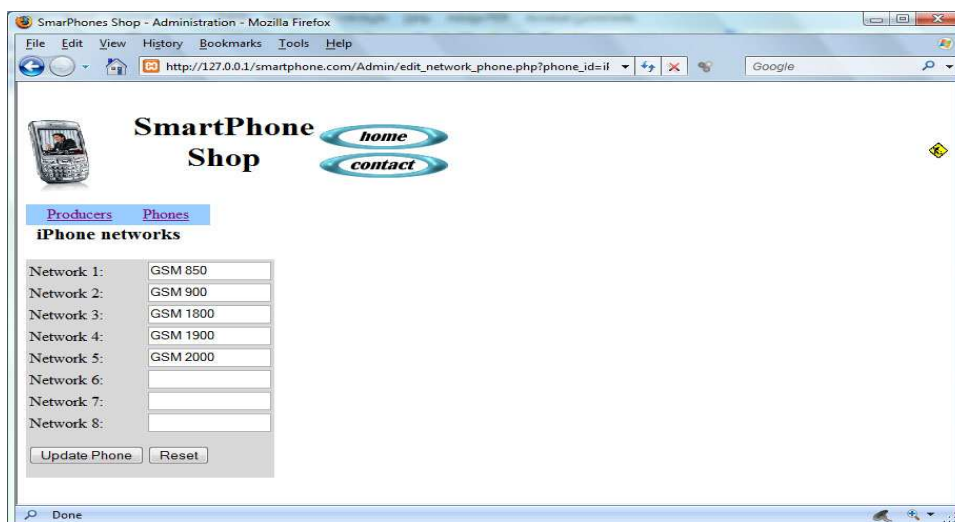 SmarPhones Shop - Administration - Mozilla Firefox
File Edit View History Bookmarks Tools Help
http://127.0.0.1/smartphone.com/Admin/edit_network_phone.php?phone_id=iF
Google
SmartPhone
Shop
home
contact
Producers Phones
iPhone networks
Network 1: GSM 850
Network 2: GSM 900
Network 3: GSM 1800
Network 4: GSM 1900
Network 5: GSM 2000
Network 6:
Network 7:
Network 8:
Update Phone Reset
Done